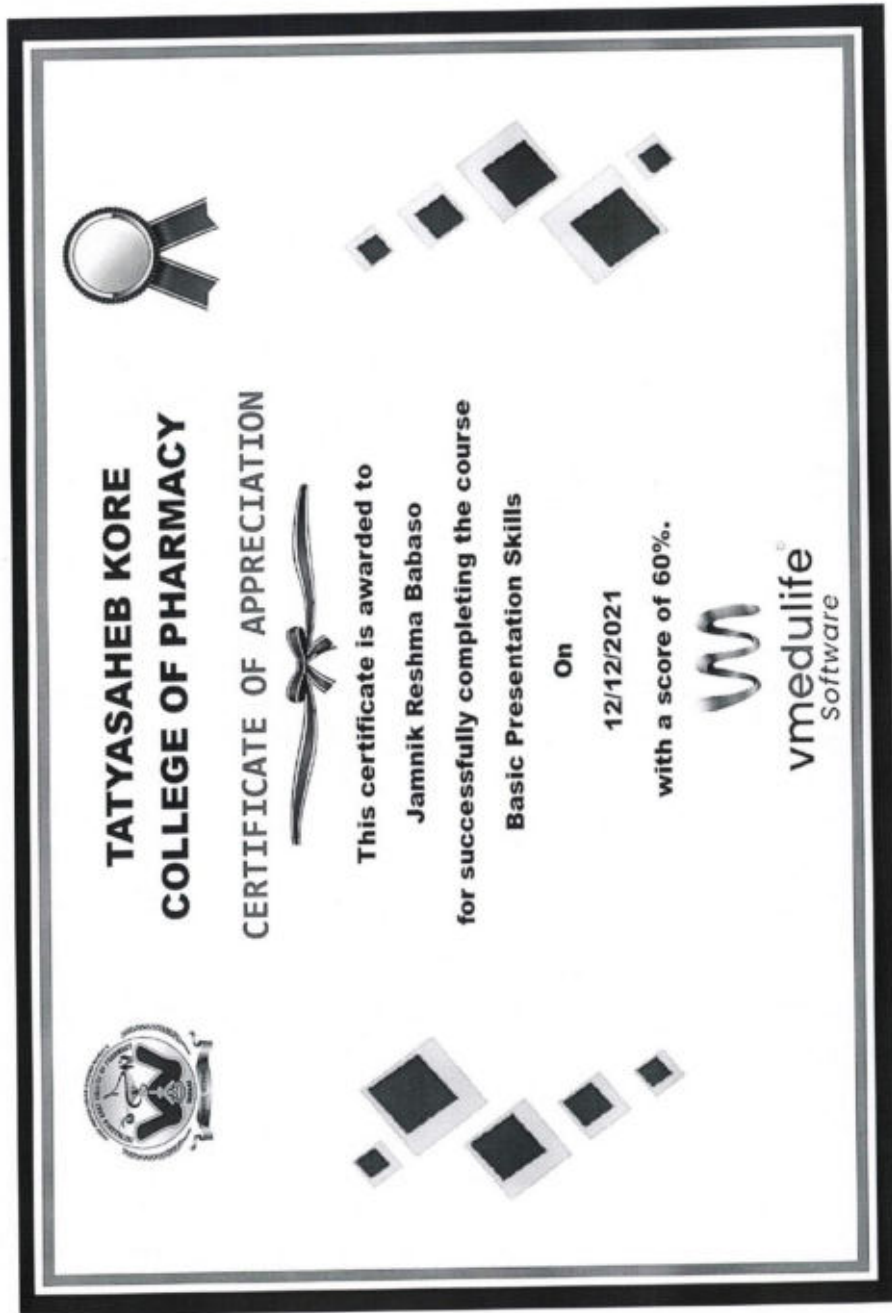 TATYASAHEB KORE
COLLEGE OF PHARMACY
CERTIFICATE OF APPRECIATION
This certificate is awarded to
Jamnik Reshma Babaso
for successfully completing the course
Basic Presentation Skills
On
12/12/2021
with a score of 60%.
vmedulife
Software